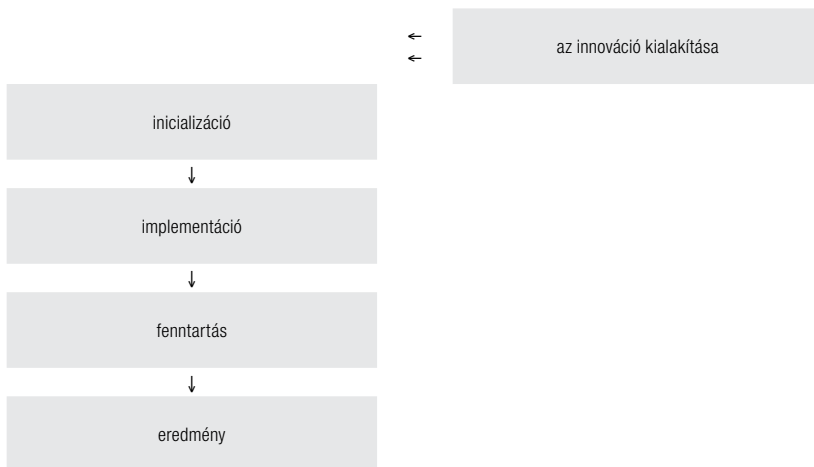 az innováció kialakítása
inicializáció
implementáció
fenntartás
eredmény